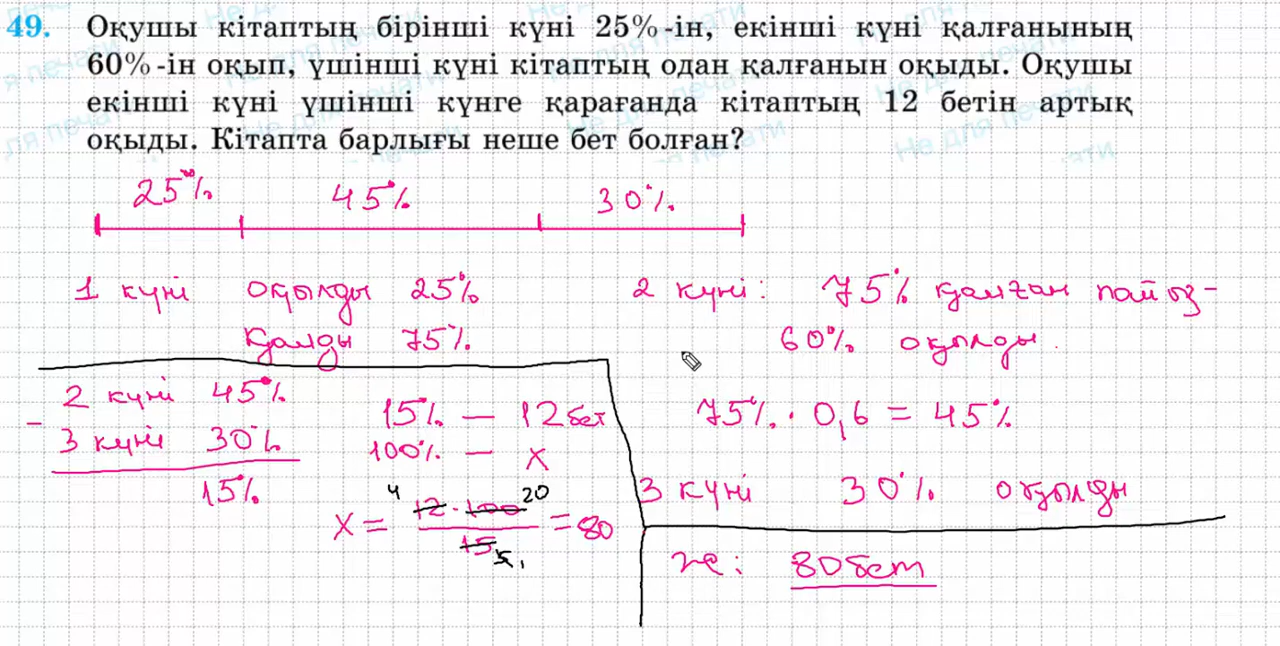 49. Оқушы кітаптың бірінші күні 25%-ін, екінші күні қалғанының
60%-ін оқып, үшінші күні кітаптың одан қалғанын оқыды. Оқушы
екінші күні үшінші күнге қарағанда кітаптың 12 бетін артық
оқыды. Кітапта барлығы неше бет болған?
Не для печати
25% 45% 30%
1 күні оқылды 25%
қалды 75%
2 күні: 75% қалған пайыз-
60% оқылды.
75% · 0,6 = 45%
3 күні 30% оқылды
2 күні 45%
- 3 күні 30%
15%
15% — 12 бет
100% — x
4 20
x = 12 · 100 / 15 = 80
5 1
Ж: 80 бет